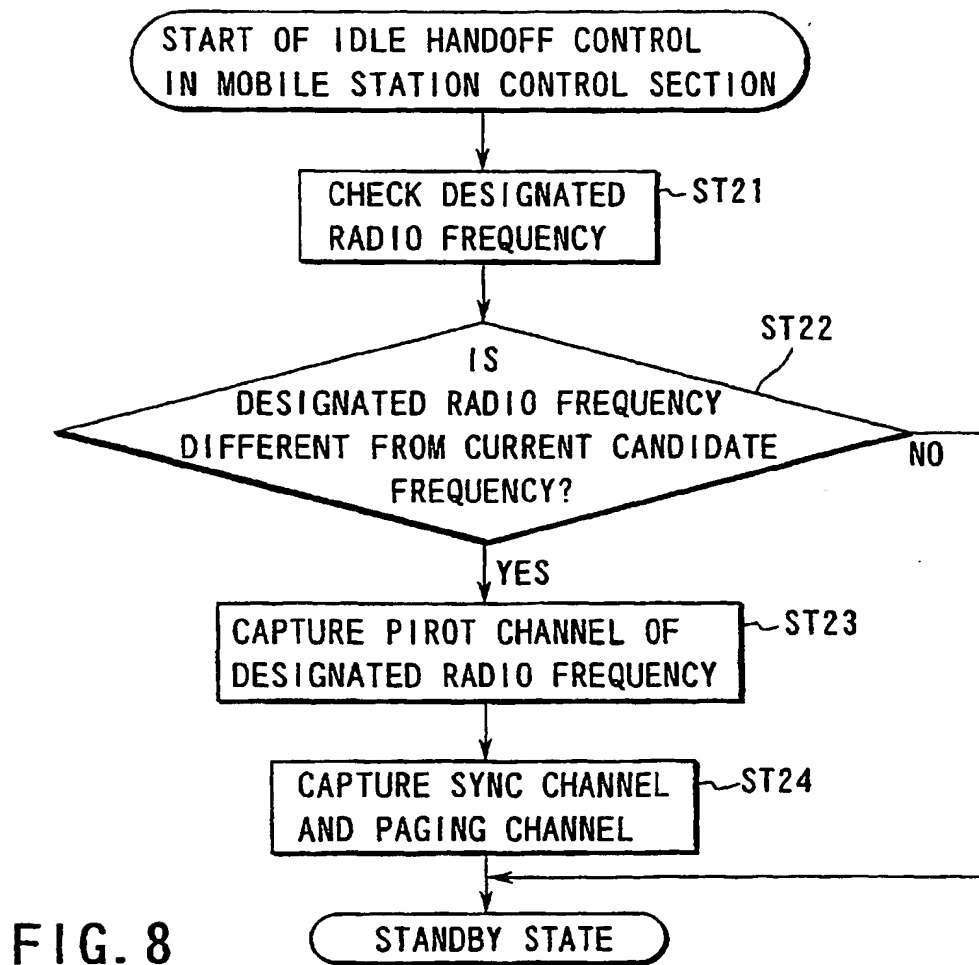 START OF IDLE HANDOFF CONTROL
IN MOBILE STATION CONTROL SECTION
CHECK DESIGNATED
RADIO FREQUENCY
ST21
ST22
IS
DESIGNATED RADIO FREQUENCY
DIFFERENT FROM CURRENT CANDIDATE
FREQUENCY?
NO
YES
CAPTURE PIROT CHANNEL OF
DESIGNATED RADIO FREQUENCY
ST23
CAPTURE SYNC CHANNEL
AND PAGING CHANNEL
ST24
STANDBY STATE
FIG. 8